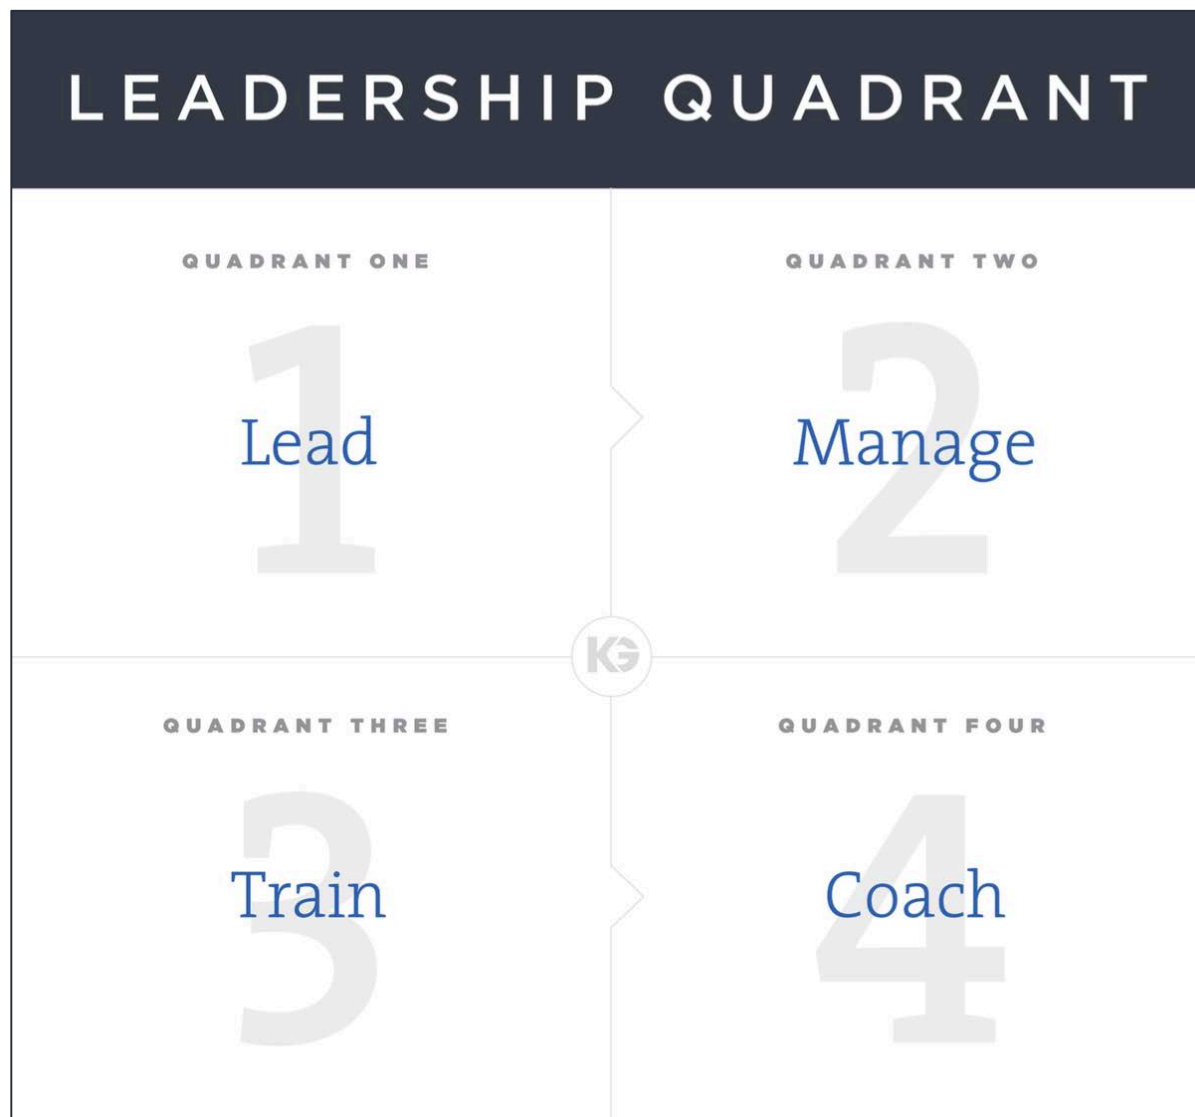 LEADERSHIP QUADRANT
QUADRANT ONE
1
Lead
QUADRANT TWO
2
Manage
KG
QUADRANT THREE
3
Train
QUADRANT FOUR
4
Coach